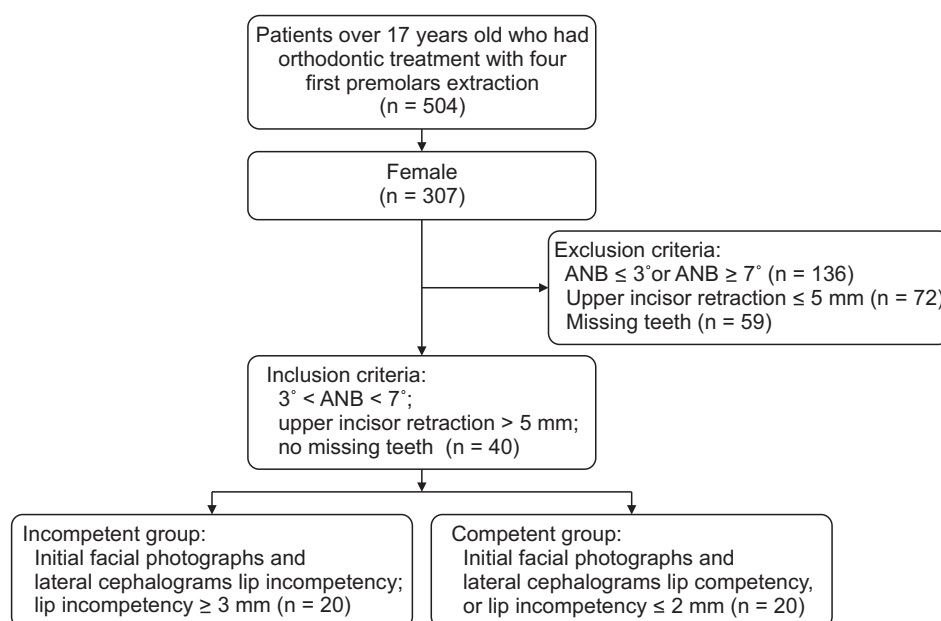 Patients over 17 years old who had
orthodontic treatment with four
first premolars extraction
(n = 504)
Female
(n = 307)
Exclusion criteria:
ANB ≤ 3˚or ANB ≥ 7˚ (n = 136)
Upper incisor retraction ≤ 5 mm (n = 72)
Missing teeth (n = 59)
Inclusion criteria:
3˚ < ANB < 7˚;
upper incisor retraction > 5 mm;
no missing teeth (n = 40)
Incompetent group:
Initial facial photographs and
lateral cephalograms lip incompetency;
lip incompetency ≥ 3 mm (n = 20)
Competent group:
Initial facial photographs and
lateral cephalograms lip competency,
or lip incompetency ≤ 2 mm (n = 20)